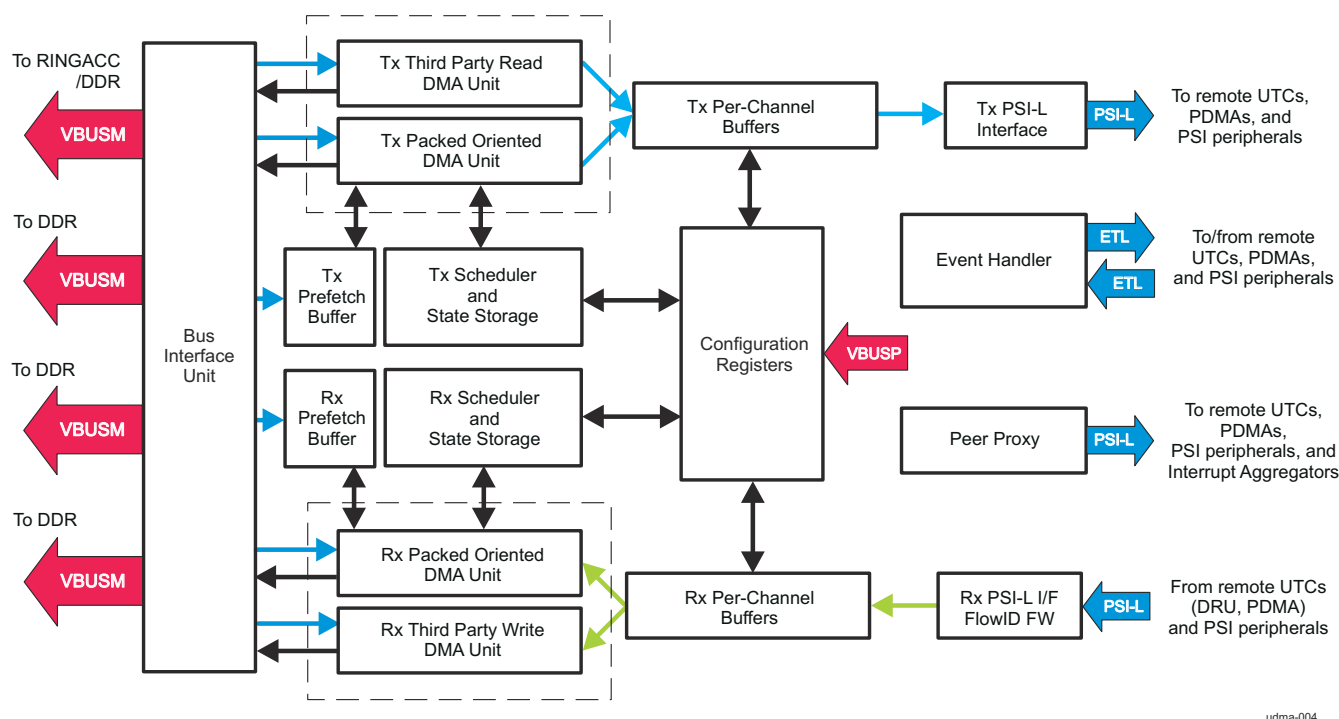 To RINGACC
/DDR
VBUSM
To DDR
VBUSM
To DDR
VBUSM
To DDR
VBUSM
Bus
Interface
Unit
Tx Third Party Read
DMA Unit
Tx Packed Oriented
DMA Unit
Tx
Prefetch
Buffer
Tx Scheduler
and
State Storage
Rx
Prefetch
Buffer
Rx Scheduler
and
State Storage
Rx Packed Oriented
DMA Unit
Rx Third Party Write
DMA Unit
Tx Per-Channel
Buffers
Configuration
Registers
VBUSP
Rx Per-Channel
Buffers
Tx PSI-L
Interface
PSI-L
To remote UTCs,
PDMAs, and
PSI peripherals
Event Handler
ETL
ETL
To/from remote
UTCs, PDMAs,
and PSI peripherals
Peer Proxy
PSI-L
To remote UTCs,
PDMAs,
PSI peripherals, and
Interrupt Aggregators
Rx PSI-L I/F
FlowID FW
PSI-L
From remote UTCs
(DRU, PDMA)
and PSI peripherals
udma-004